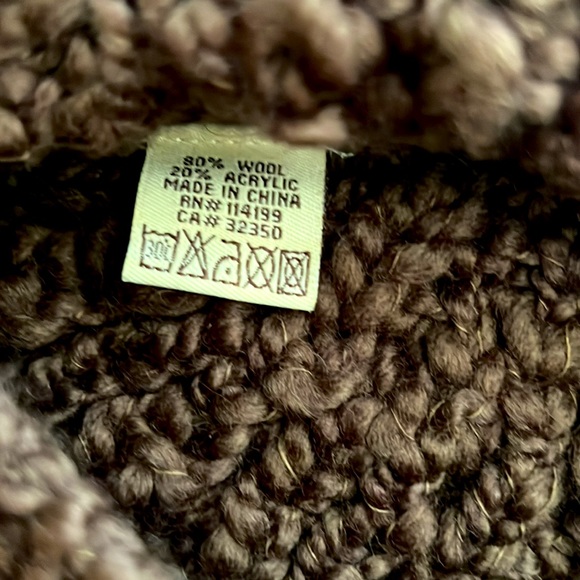 80% WOOL
20% ACRYLIC
MADE IN CHINA
RN# 114199
CA# 32350